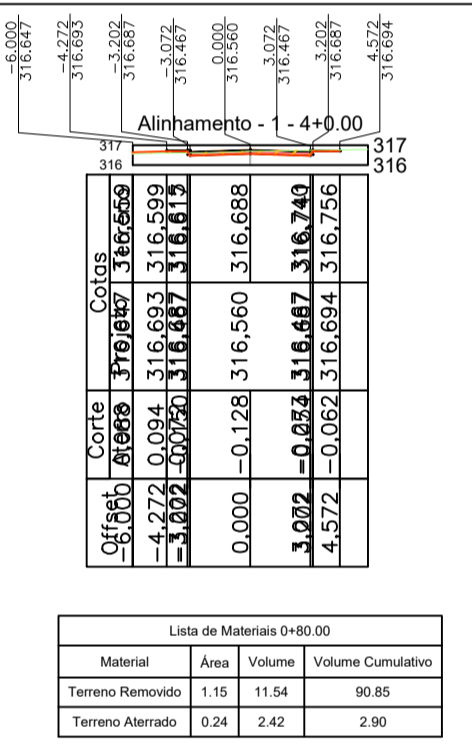 -6.000 316.647
-4.272 316.693
-3.202 316.687
-3.072 316.467
0.000 316.560
3.072 316.467
3.202 316.687
4.572 316.694
Alinhamento - 1 - 4+0.00
317 317
316 316
Cotas
Terreno 316,599 316,688 316,756
Projeto 316,693 316,560 316,694
Corte
Aterro 0,094 -0,128 -0,062
Offset -6,000 -4,272 0,000 4,572
Lista de Materiais 0+80.00
Material Área Volume Volume Cumulativo
Terreno Removido 1.15 11.54 90.85
Terreno Aterrado 0.24 2.42 2.90